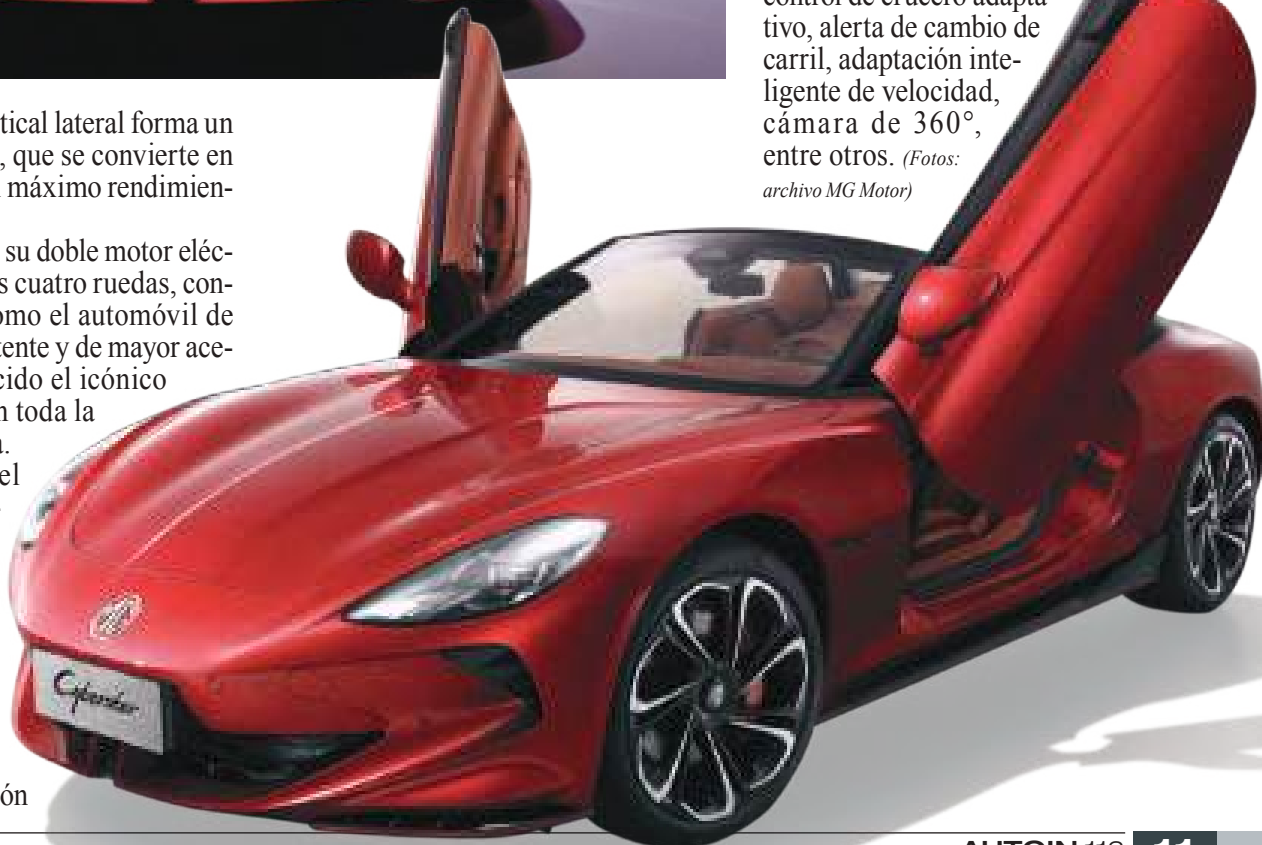 tical lateral forma un
, que se convierte en
máximo rendimien-
su doble motor eléc-
s cuatro ruedas, con-
omo el automóvil de
tente y de mayor ace-
cido el icónico
n toda la
a.
el
ón
control de crucero adapta
tivo, alerta de cambio de
carril, adaptación inte-
ligente de velocidad,
cámara de 360°,
entre otros. (Fotos:
archivo MG Motor)
Cyberster
AUTOIN 118 11